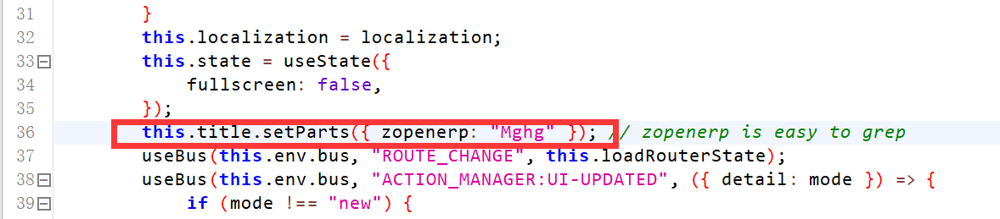 31 }
32 this.localization = localization;
33 this.state = useState({
34 fullscreen: false,
35 });
36 this.title.setParts({ zopenerp: "Mghg" }); // zopenerp is easy to grep
37 useBus(this.env.bus, "ROUTE_CHANGE", this.loadRouterState);
38 useBus(this.env.bus, "ACTION_MANAGER:UI-UPDATED", ({ detail: mode }) => {
39 if (mode !== "new") {